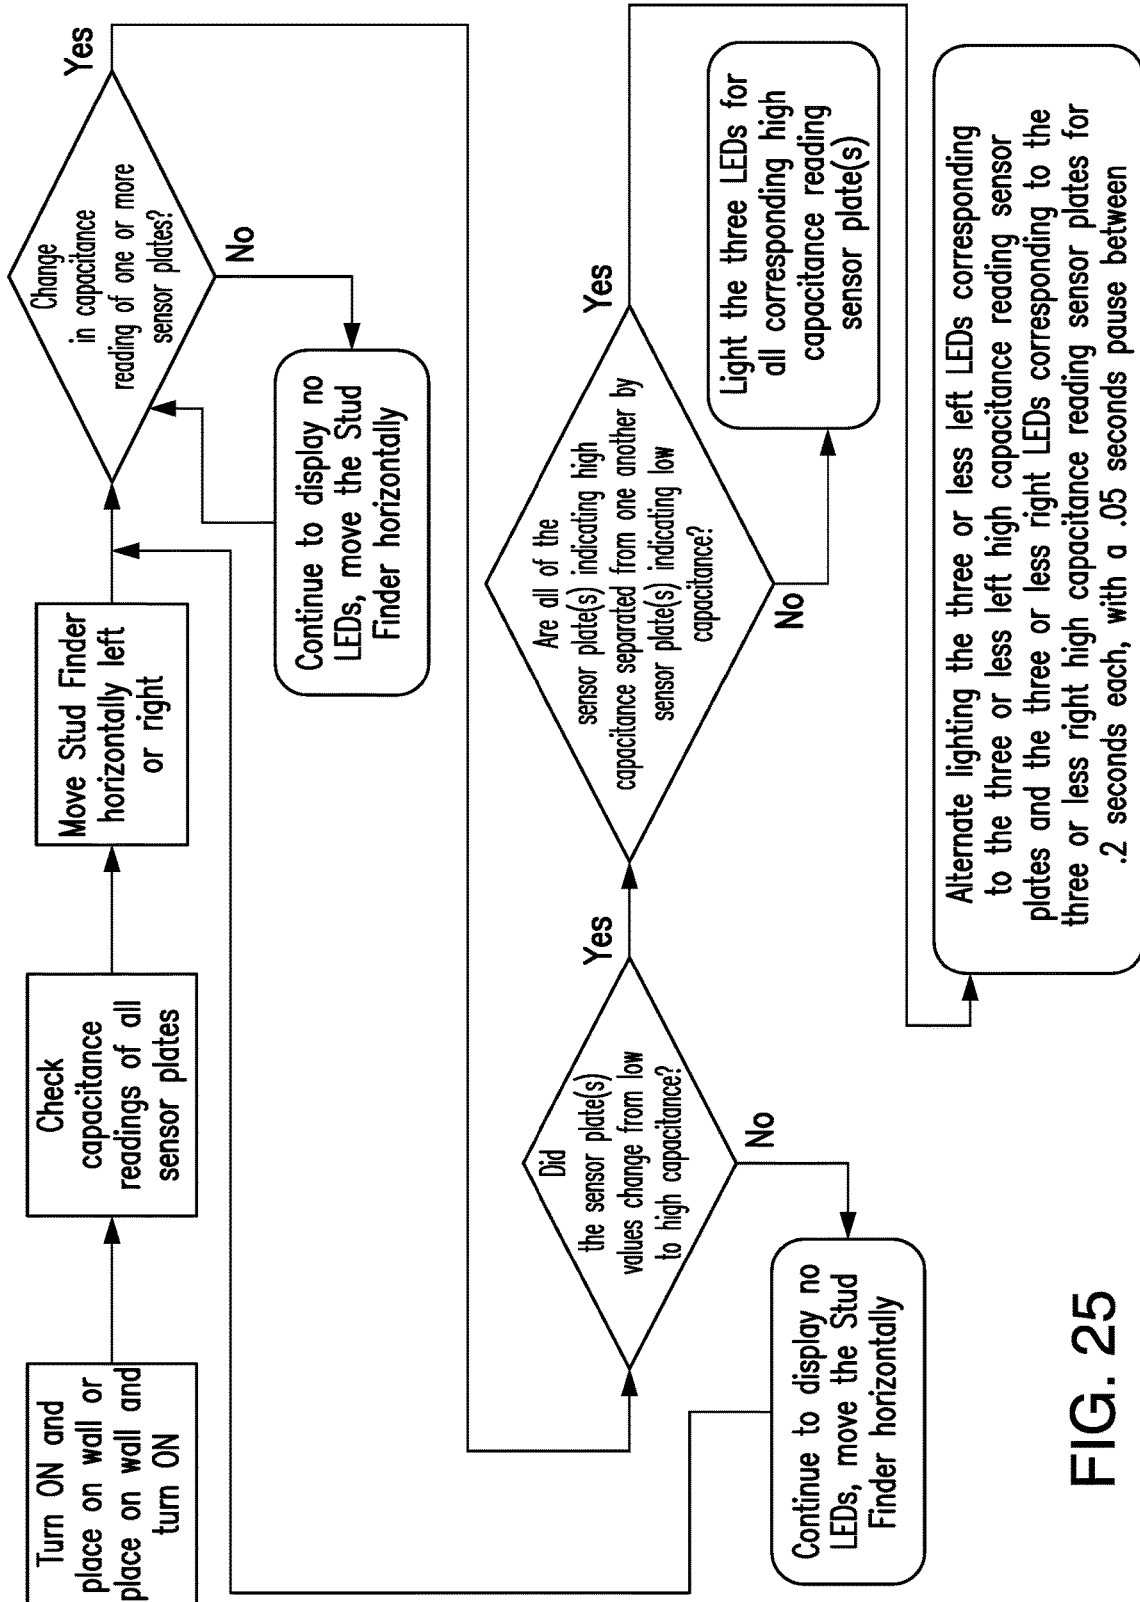 Turn ON and
place on wall or
place on wall and
turn ON
Check
capacitance
readings of all
sensor plates
Move Stud Finder
horizontally left
or right
Change
in capacitance
reading of one or more
sensor plates?
Yes
No
Continue to display no
LEDs, move the Stud
Finder horizontally
Did
the sensor plate(s)
values change from low
to high capacitance?
Yes
No
Continue to display no
LEDs, move the Stud
Finder horizontally
Are all of the
sensor plate(s) indicating high
capacitance separated from one another by
sensor plate(s) indicating low
capacitance?
Yes
No
Light the three LEDs for
all corresponding high
capacitance reading
sensor plate(s)
Alternate lighting the three or less left LEDs corresponding
to the three or less left high capacitance reading sensor
plates and the three or less right LEDs corresponding to the
three or less right high capacitance reading sensor plates for
.2 seconds each, with a .05 seconds pause between
FIG. 25